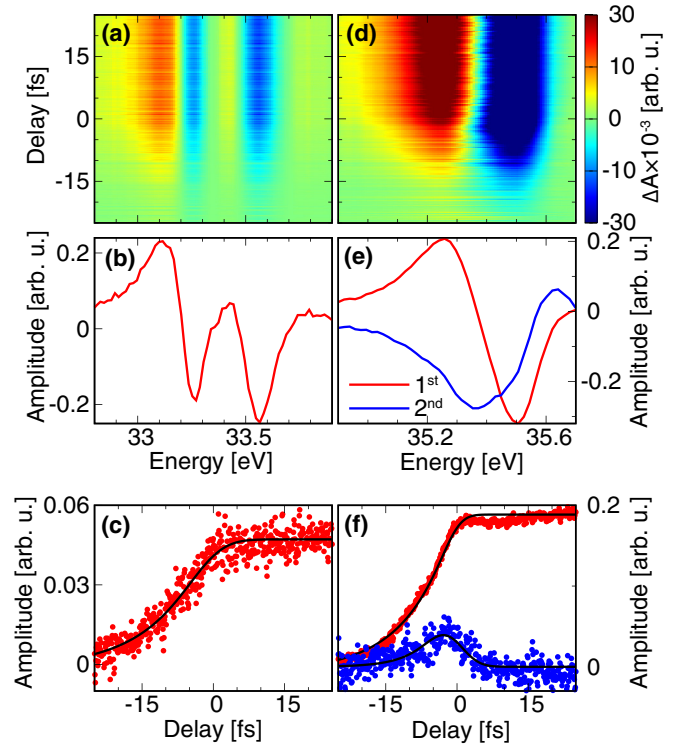 (a)
(d)
Delay [fs]
15
0
-15
30
20
10
0
-10
-20
-30
ΔA×10⁻³ [arb. u.]
(b)
(e)
Amplitude [arb. u.]
0.2
0
-0.2
33
33.5
Energy [eV]
1st
2nd
35.2
35.6
Energy [eV]
0.2
0
-0.2
Amplitude [arb. u.]
(c)
(f)
Amplitude [arb. u.]
0.06
0.03
0
-15
0
15
Delay [fs]
-15
0
15
Delay [fs]
0.2
0
Amplitude [arb. u.]